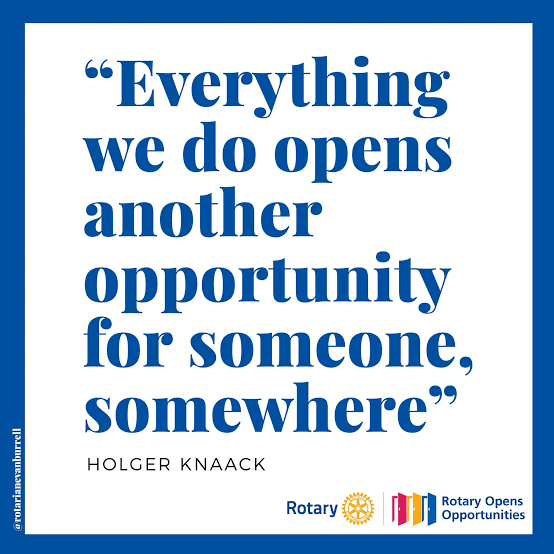 “Everything
we do opens
another
opportunity
for someone,
somewhere”
HOLGER KNAACK
Rotary
Rotary Opens
Opportunities
@rotarianevanburrell